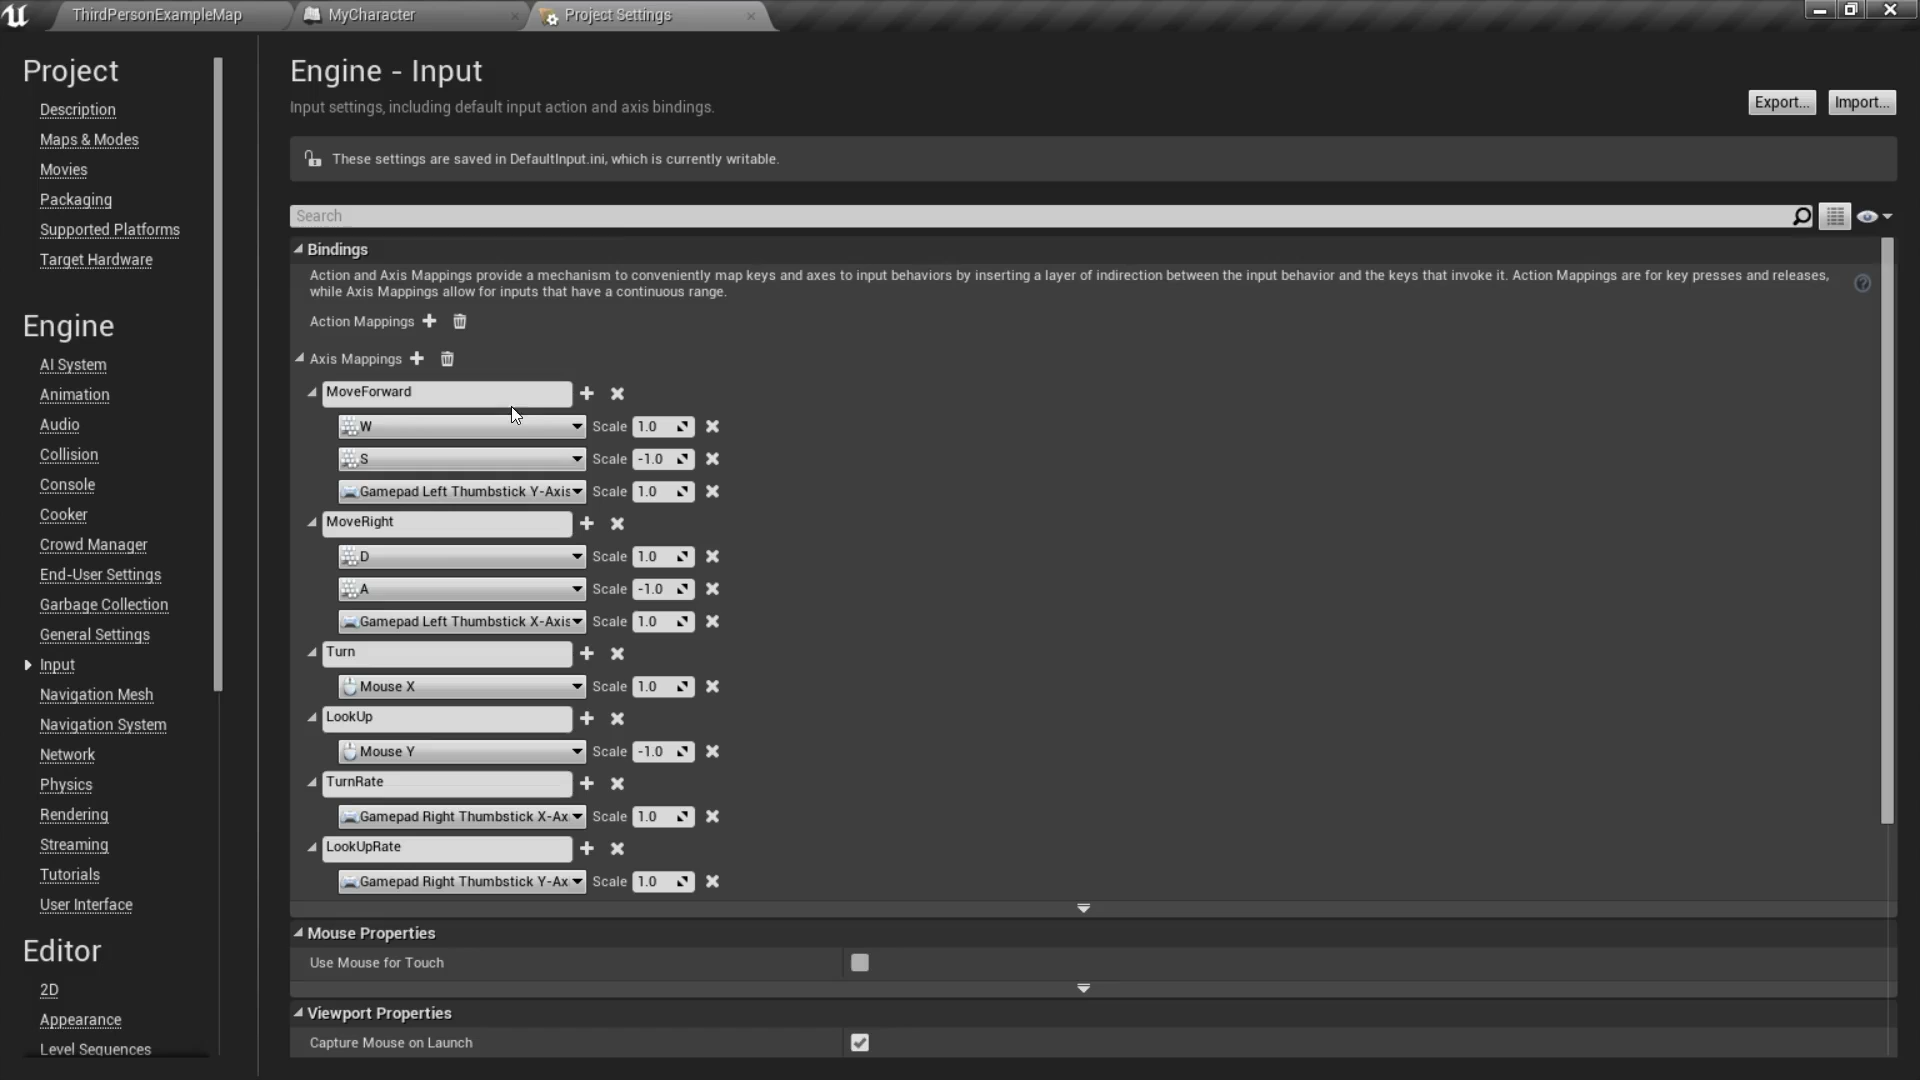 ThirdPersonExampleMap
MyCharacter
Project Settings
Project
Description
Maps & Modes
Movies
Packaging
Supported Platforms
Target Hardware
Engine
AI System
Animation
Audio
Collision
Console
Cooker
Crowd Manager
End-User Settings
Garbage Collection
General Settings
Input
Navigation Mesh
Navigation System
Network
Physics
Rendering
Streaming
Tutorials
User Interface
Editor
2D
Appearance
Level Sequences
Engine - Input
Input settings, including default input action and axis bindings.
Export...
Import...
These settings are saved in DefaultInput.ini, which is currently writable.
Search
Bindings
Action and Axis Mappings provide a mechanism to conveniently map keys and axes to input behaviors by inserting a layer of indirection between the input behavior and the keys that invoke it. Action Mappings are for key presses and releases,
while Axis Mappings allow for inputs that have a continuous range.
Action Mappings
Axis Mappings
MoveForward
W Scale 1.0
S Scale -1.0
Gamepad Left Thumbstick Y-Axis Scale 1.0
MoveRight
D Scale 1.0
A Scale -1.0
Gamepad Left Thumbstick X-Axis Scale 1.0
Turn
Mouse X Scale 1.0
LookUp
Mouse Y Scale -1.0
TurnRate
Gamepad Right Thumbstick X-Ax Scale 1.0
LookUpRate
Gamepad Right Thumbstick Y-Ax Scale 1.0
Mouse Properties
Use Mouse for Touch
Viewport Properties
Capture Mouse on Launch